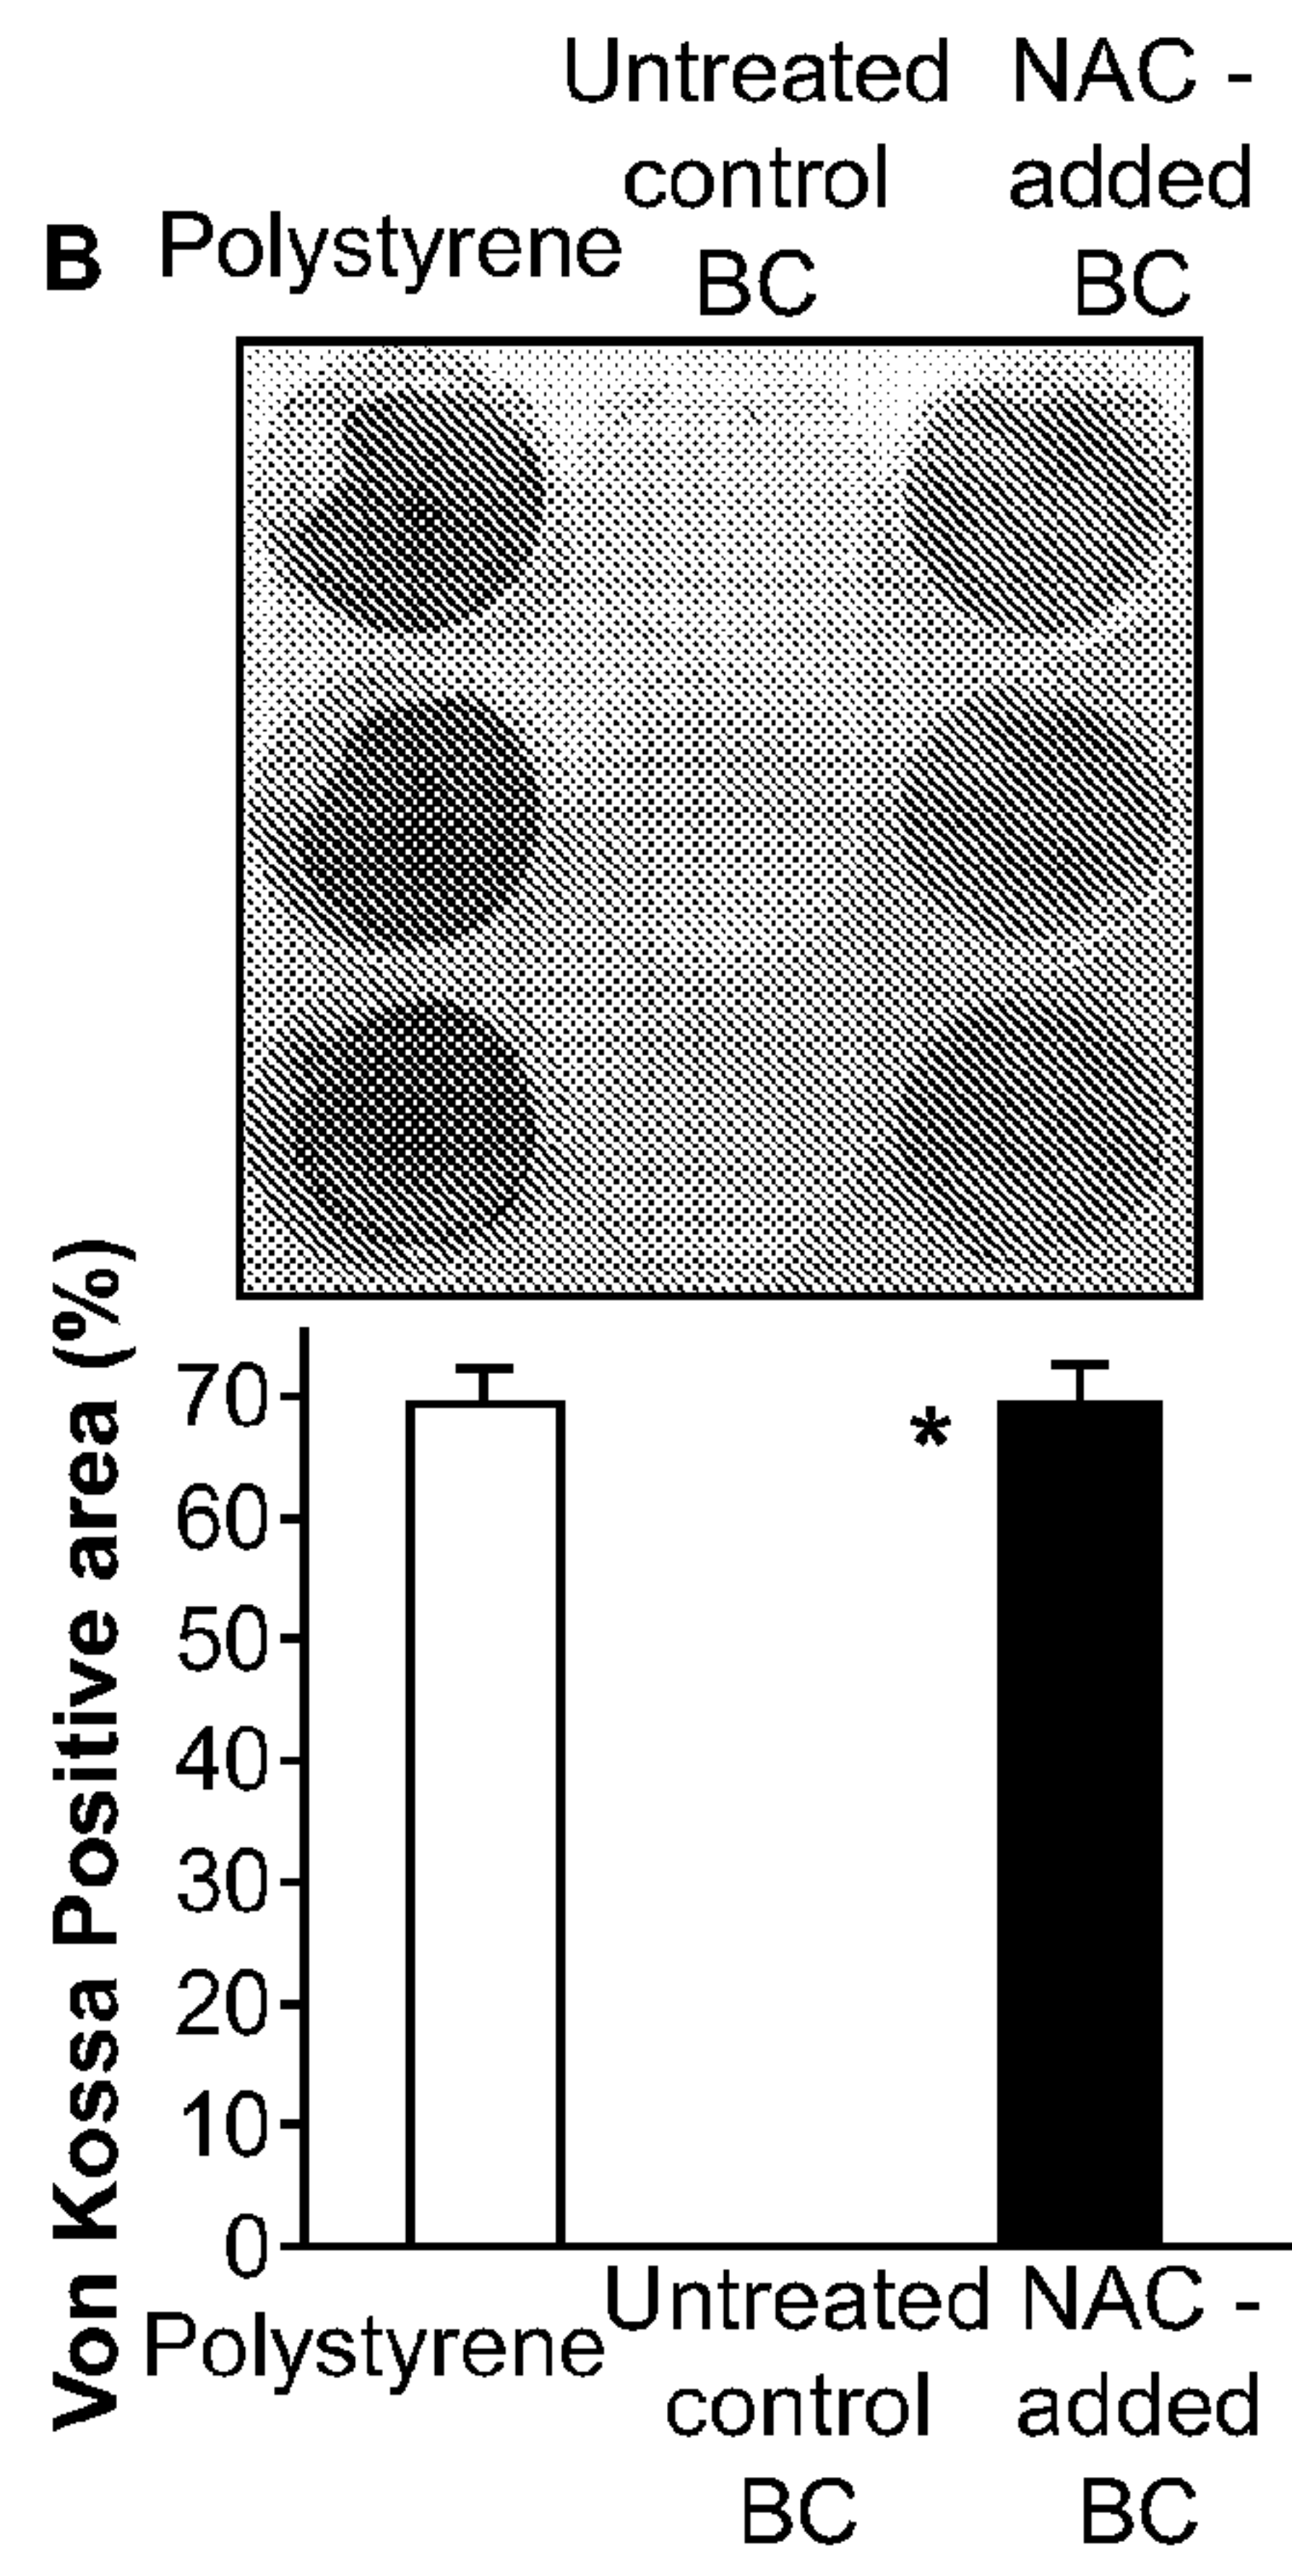 Untreated NAC -
control added
B Polystyrene BC BC
Von Kossa Positive area (%)
70
60
50
40
30
20
10
0
*
Polystyrene Untreated NAC -
control added
BC BC